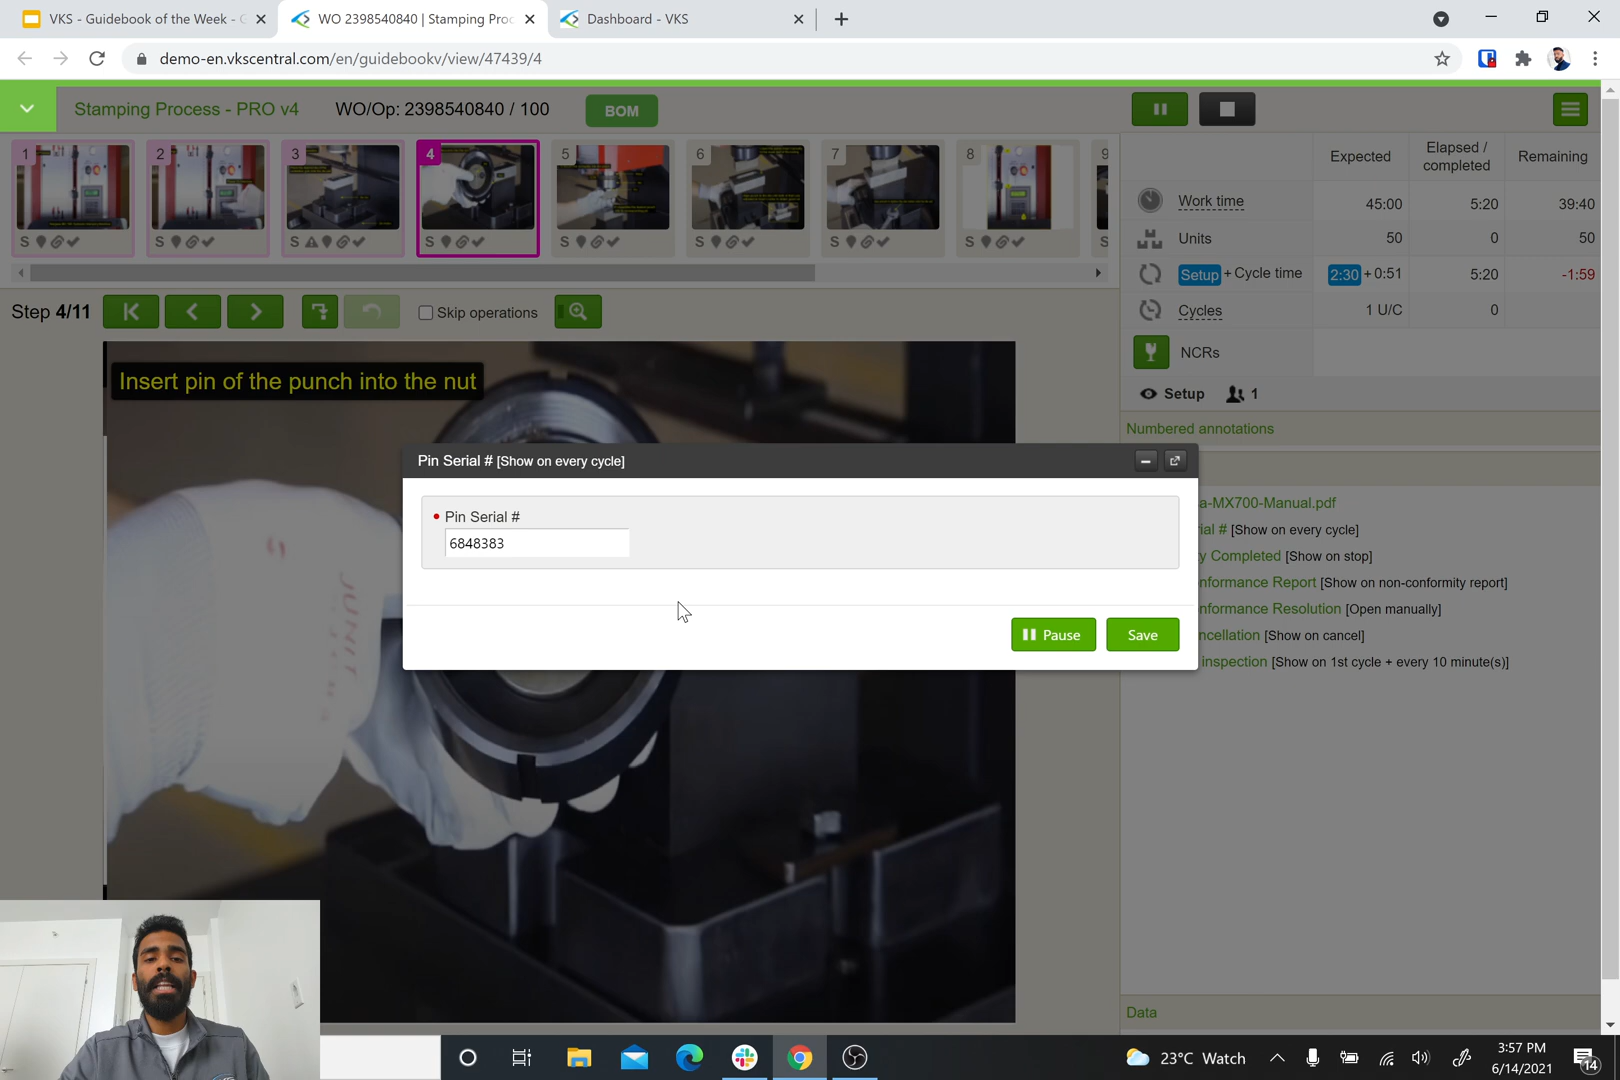 VKS - Guidebook of the Week - G
WO 2398540840 | Stamping Proc
Dashboard - VKS
demo-en.vkscentral.com/en/guidebookv/view/47439/4
Stamping Process - PRO v4
WO/Op: 2398540840 / 100
BOM
1
2
3
4
5
6
7
8
9
S
S
S
S
S
S
S
S
S
Step 4/11
Skip operations
Insert pin of the punch into the nut
Pin Serial # [Show on every cycle]
Pin Serial #
6848383
Pause
Save
Expected
Elapsed /
completed
Remaining
Work time 45:00 5:20 39:40
Units 50 0 50
Setup + Cycle time 2:30 + 0:51 5:20 -1:59
Cycles 1 U/C 0
NCRs
Setup 1
Numbered annotations
a-MX700-Manual.pdf
ial # [Show on every cycle]
y Completed [Show on stop]
nformance Report [Show on non-conformity report]
nformance Resolution [Open manually]
ncellation [Show on cancel]
inspection [Show on 1st cycle + every 10 minute(s)]
Data
23°C Watch
3:57 PM
6/14/2021
14